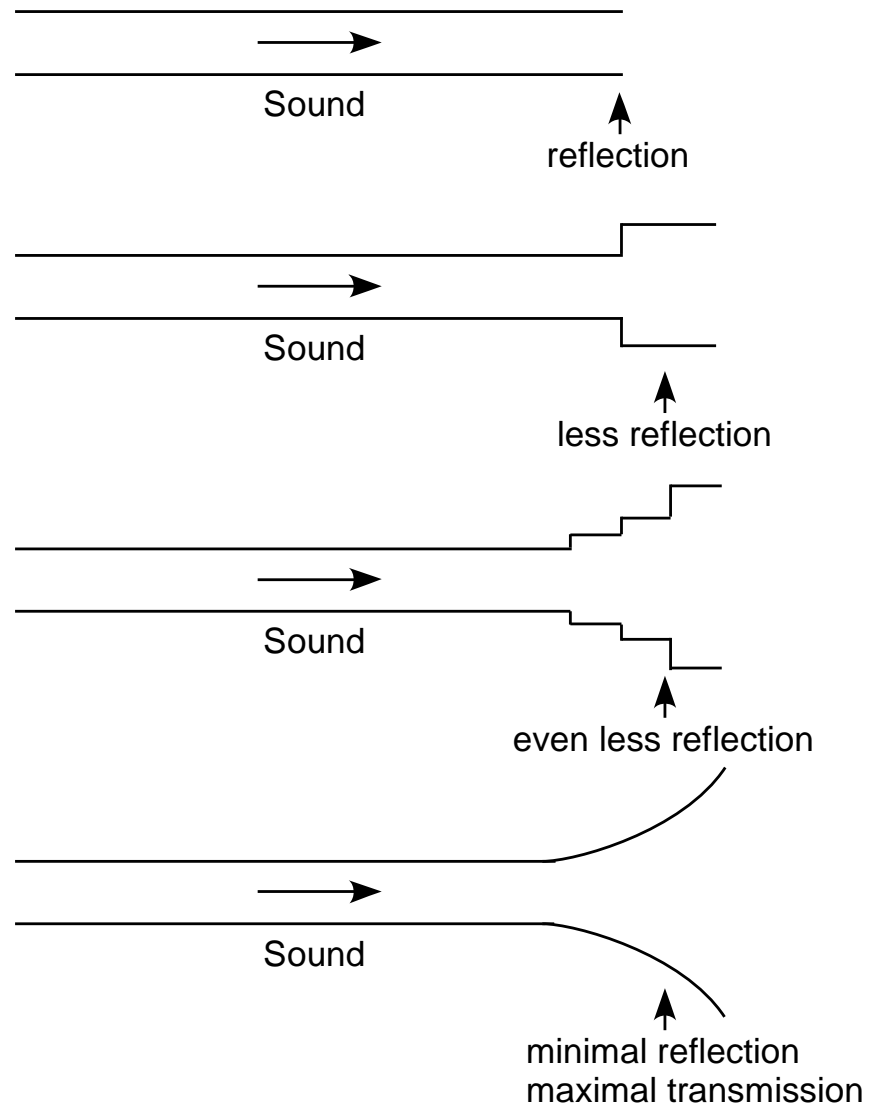 Sound
reflection
Sound
less reflection
Sound
even less reflection
Sound
minimal reflection
maximal transmission